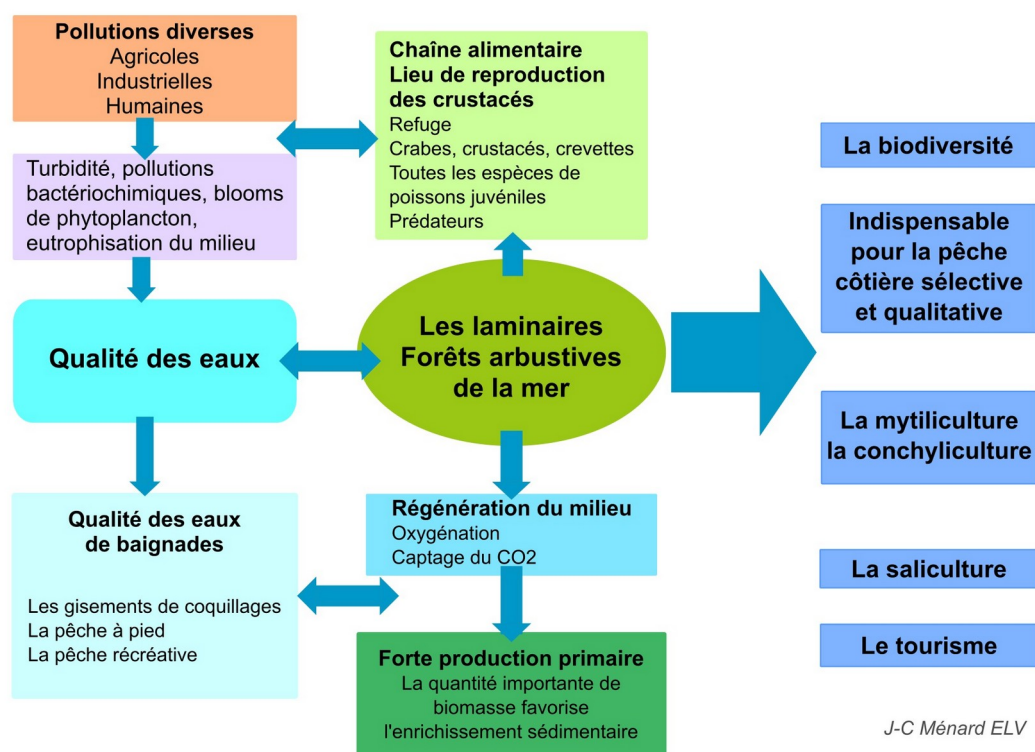 Pollutions diverses
Agricoles
Industrielles
Humaines
Turbidité, pollutions
bactériochimiques, blooms
de phytoplancton,
eutrophisation du milieu
Qualité des eaux
Qualité des eaux
de baignades
Les gisements de coquillages
La pêche à pied
La pêche récréative
Chaîne alimentaire
Lieu de reproduction
des crustacés
Refuge
Crabes, crustacés, crevettes
Toutes les espèces de
poissons juvéniles
Prédateurs
Les laminaires
Forêts arbustives
de la mer
Régénération du milieu
Oxygénation
Captage du CO2
Forte production primaire
La quantité importante de
biomasse favorise
l'enrichissement sédimentaire
La biodiversité
Indispensable
pour la pêche
côtière sélective
et qualitative
La mytiliculture
la conchyliculture
La saliculture
Le tourisme
J-C Ménard ELV